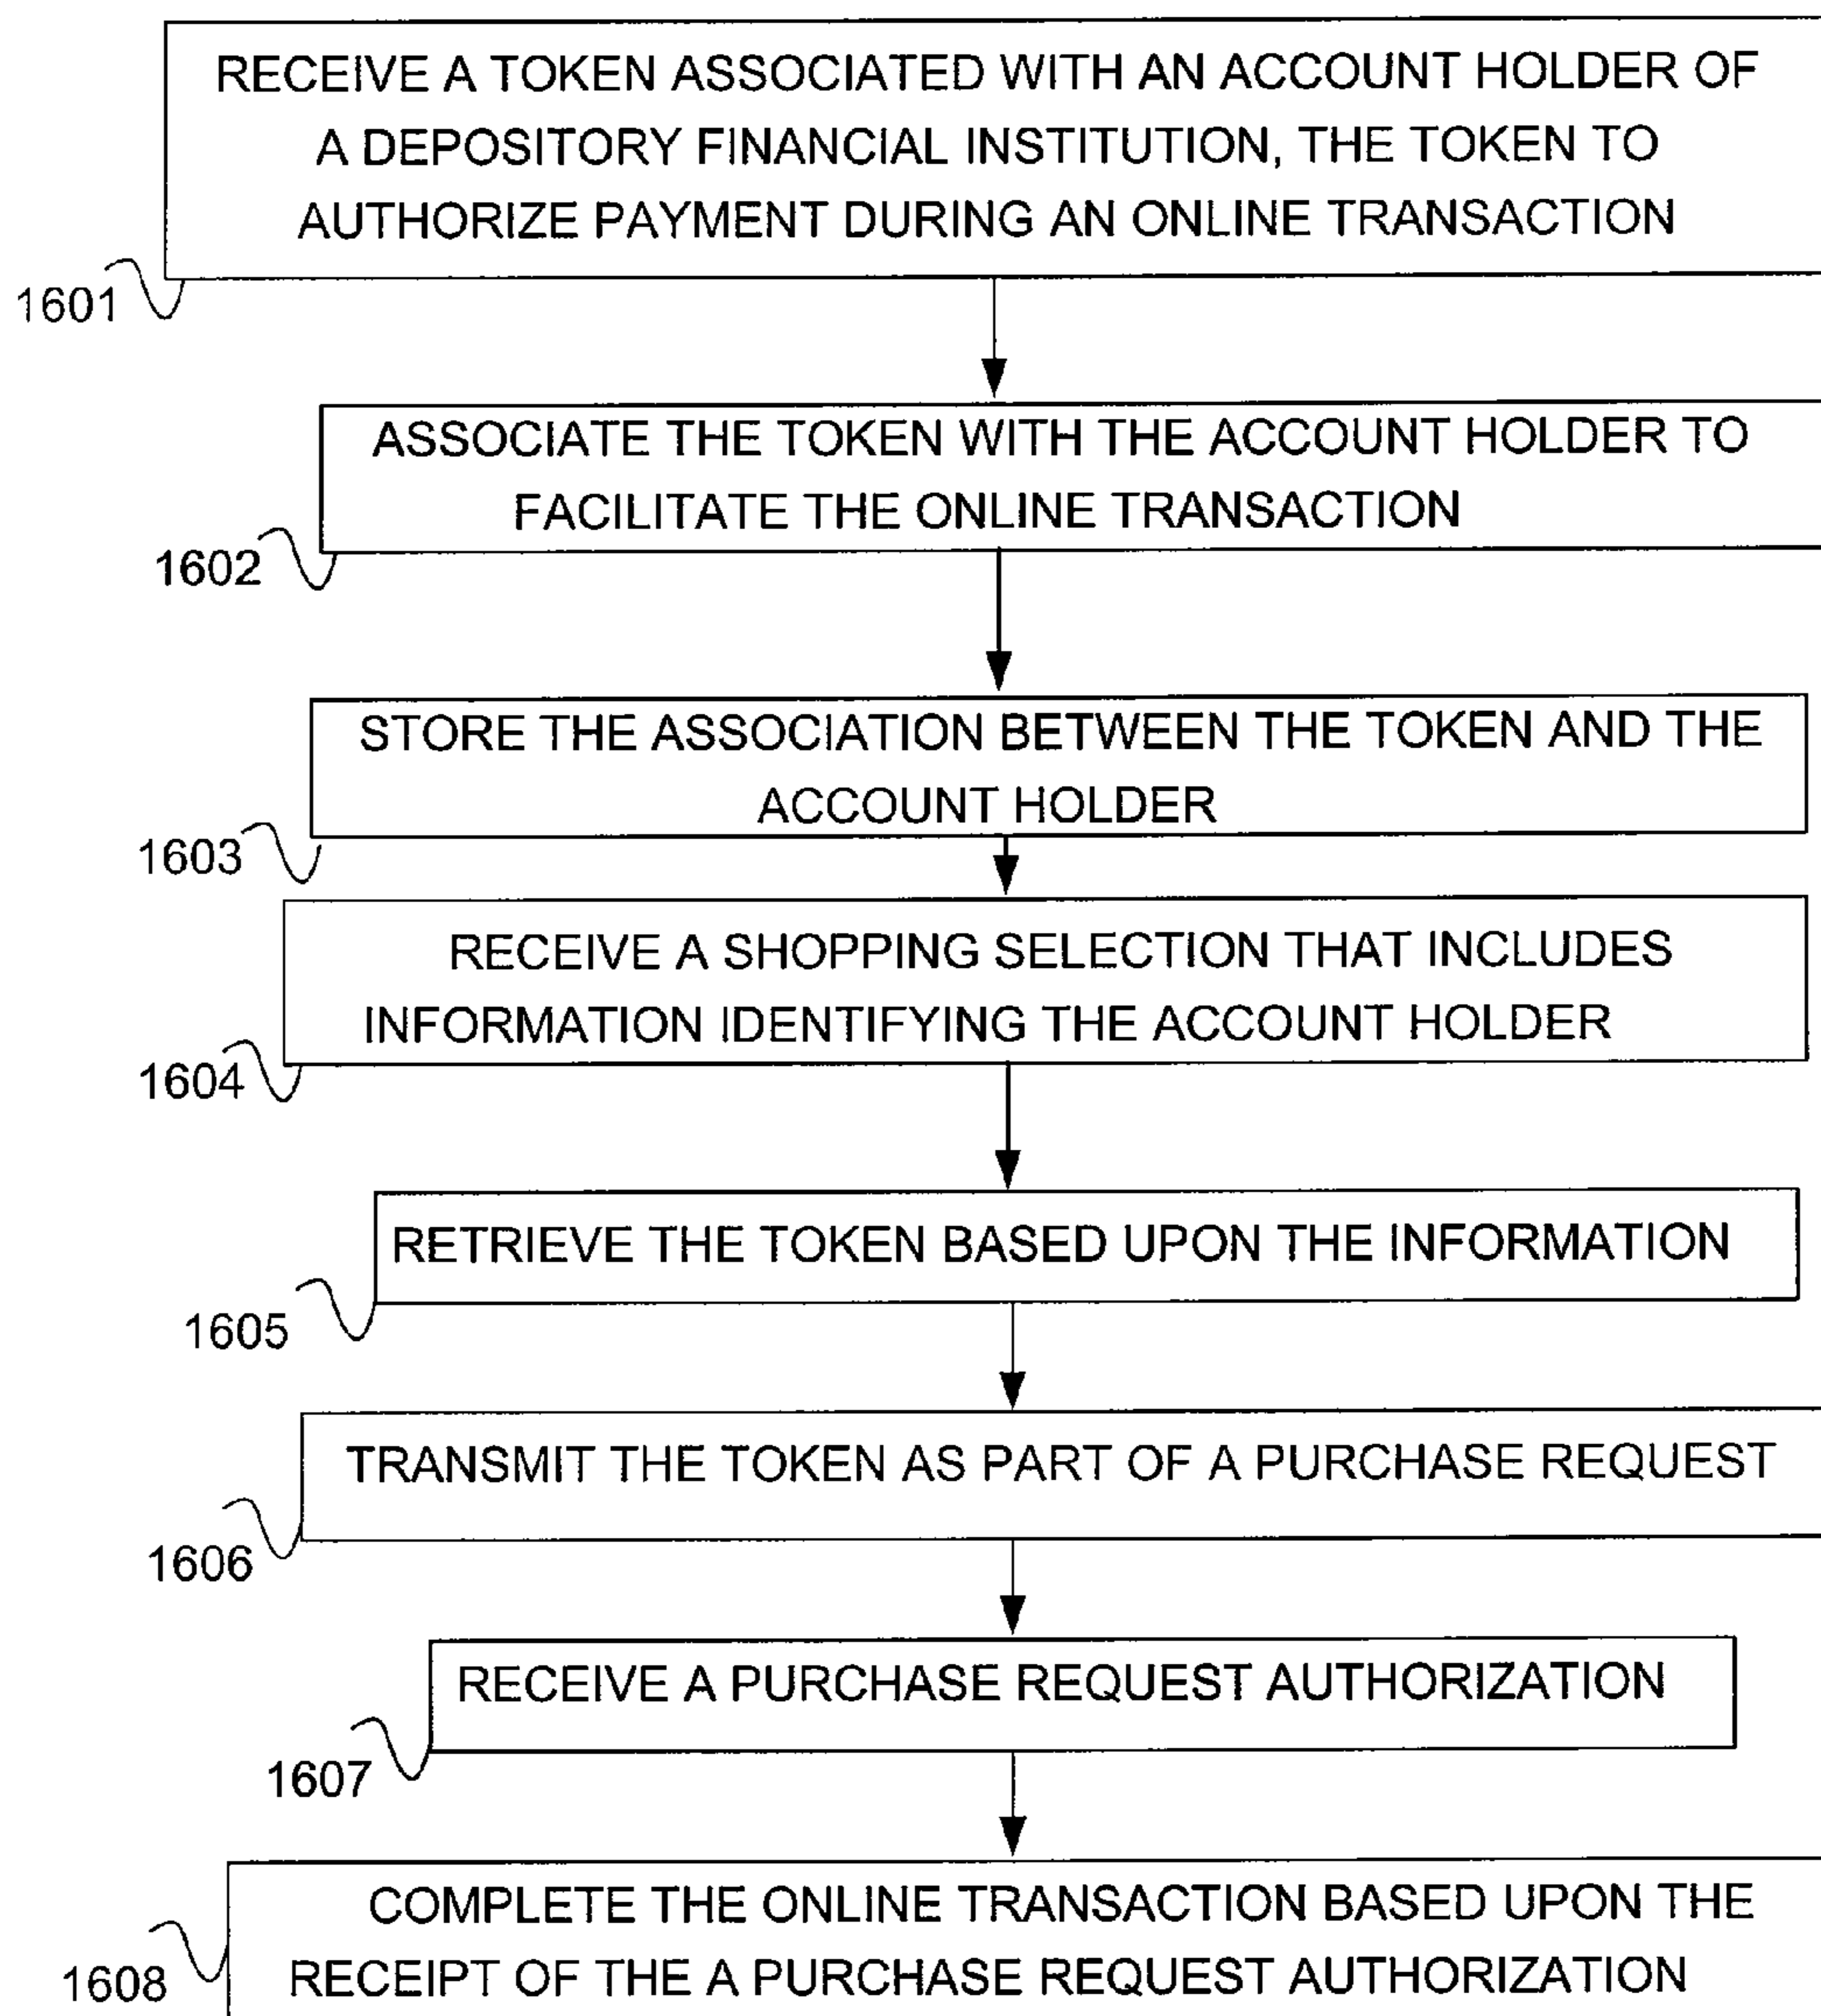 RECEIVE A TOKEN ASSOCIATED WITH AN ACCOUNT HOLDER OF
A DEPOSITORY FINANCIAL INSTITUTION, THE TOKEN TO
AUTHORIZE PAYMENT DURING AN ONLINE TRANSACTION
1601
ASSOCIATE THE TOKEN WITH THE ACCOUNT HOLDER TO
FACILITATE THE ONLINE TRANSACTION
1602
STORE THE ASSOCIATION BETWEEN THE TOKEN AND THE
ACCOUNT HOLDER
1603
RECEIVE A SHOPPING SELECTION THAT INCLUDES
INFORMATION IDENTIFYING THE ACCOUNT HOLDER
1604
RETRIEVE THE TOKEN BASED UPON THE INFORMATION
1605
TRANSMIT THE TOKEN AS PART OF A PURCHASE REQUEST
1606
RECEIVE A PURCHASE REQUEST AUTHORIZATION
1607
COMPLETE THE ONLINE TRANSACTION BASED UPON THE
RECEIPT OF THE A PURCHASE REQUEST AUTHORIZATION
1608